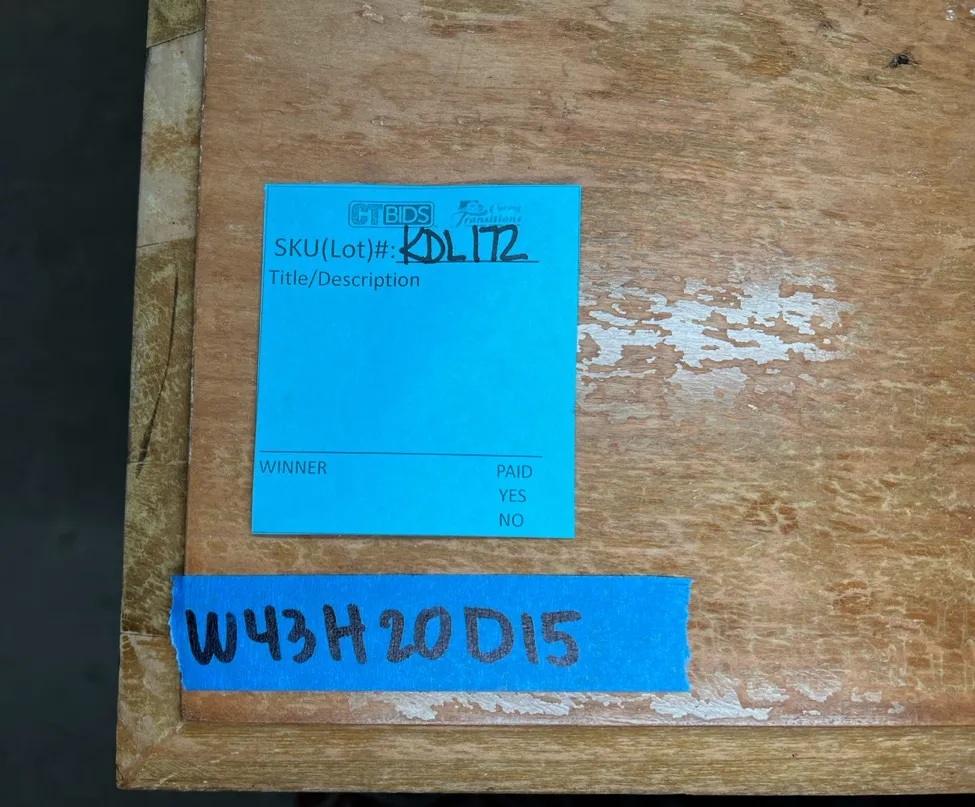 CTBIDS Caring
Transitions
SKU(Lot)#: KDL172
Title/Description
WINNER PAID
YES
NO
W43H20D15